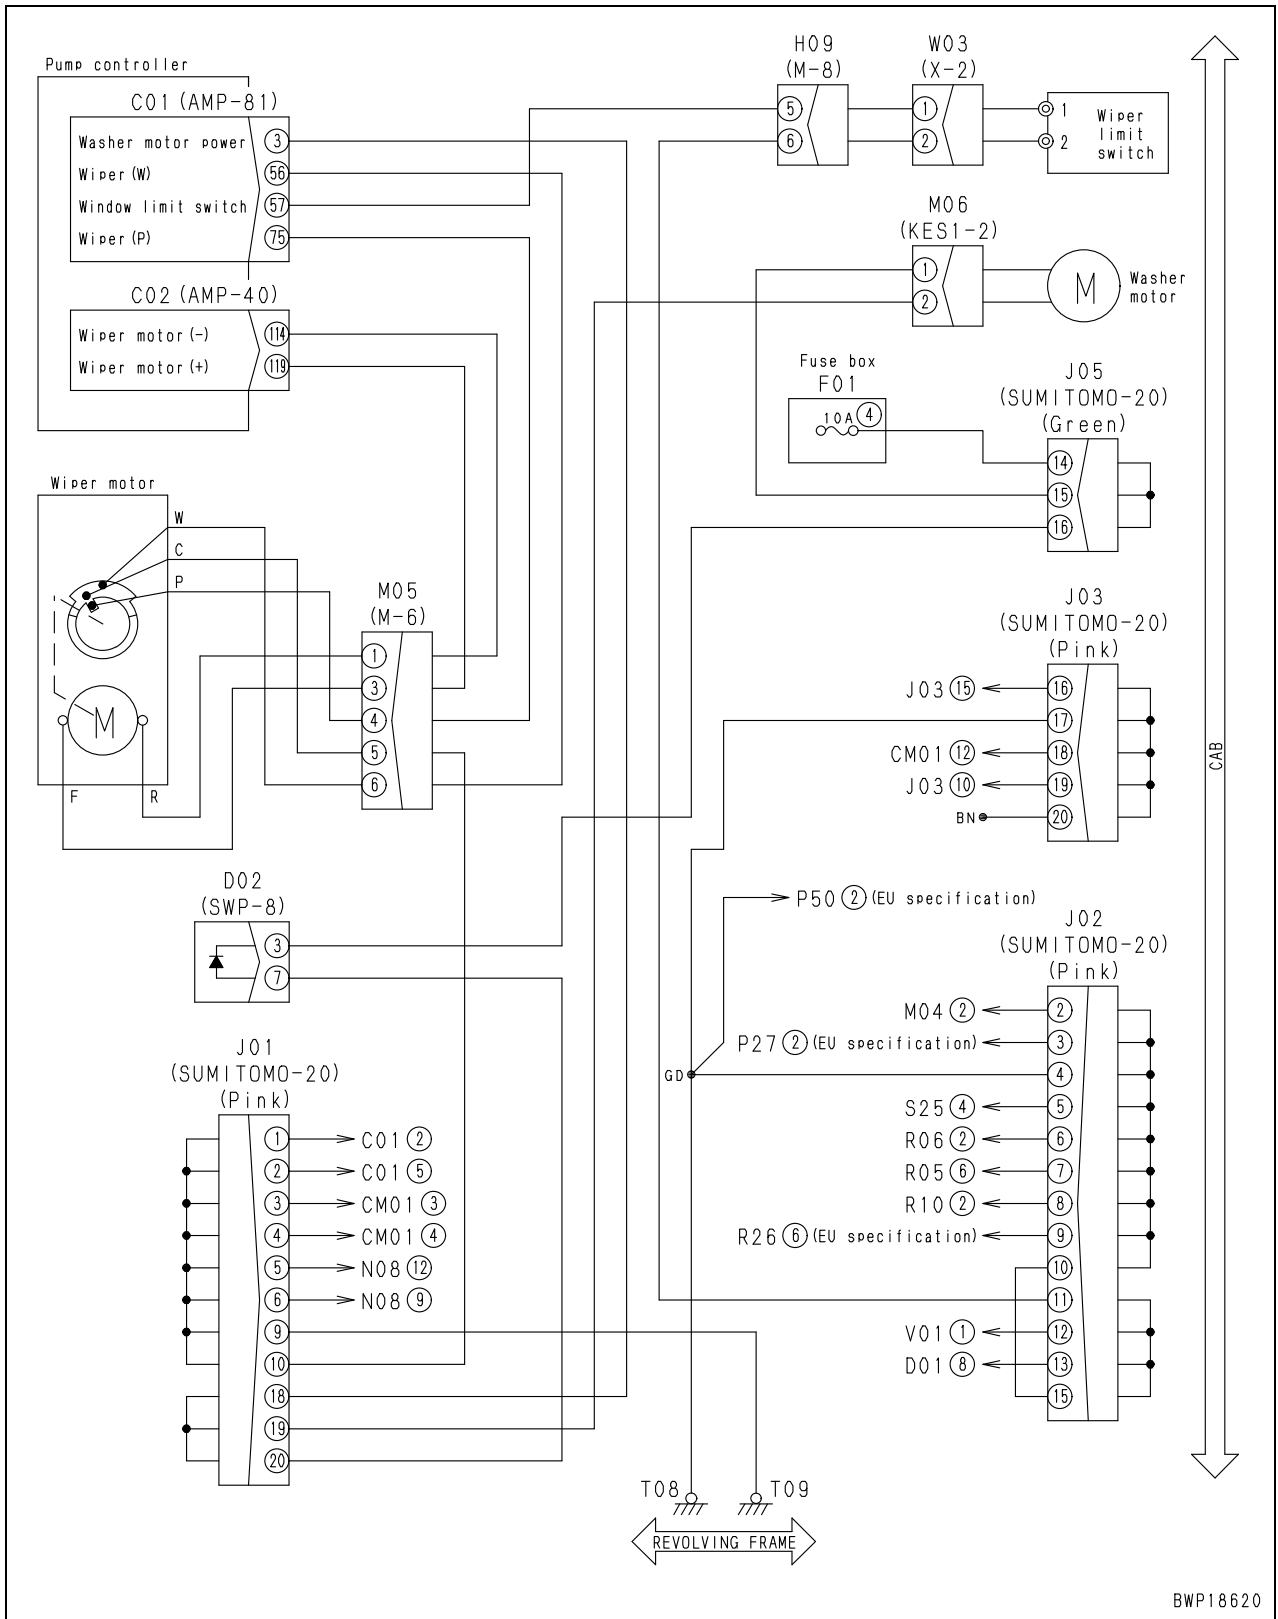 Pump controller
C01 (AMP-81)
Washer motor power 3
Wiper (W) 56
Window limit switch 57
Wiper (P) 75
C02 (AMP-40)
Wiper motor (-) 114
Wiper motor (+) 119
H09
(M-8)
5
6
W03
(X-2)
1
2
1
2
Wiper
limit
switch
M06
(KES1-2)
1
2
M
Washer
motor
Fuse box
F01
10A 4
J05
(SUMITOMO-20)
(Green)
14
15
16
Wiper motor
W
C
P
M
F
R
M05
(M-6)
1
3
4
5
6
J03
(SUMITOMO-20)
(Pink)
J03 15 16
17
CM01 12 18
J03 10 19
BN 20
CAB
D02
(SWP-8)
3
7
P50 2 (EU specification)
J02
(SUMITOMO-20)
(Pink)
M04 2 2
P27 2 (EU specification) 3
GD 4
S25 4 5
R06 2 6
R05 6 7
R10 2 8
R26 6 (EU specification) 9
10
11
V01 1 12
D01 8 13
15
J01
(SUMITOMO-20)
(Pink)
1 C01 2
2 C01 5
3 CM01 3
4 CM01 4
5 N08 12
6 N08 9
9
10
18
19
20
T08
T09
REVOLVING FRAME
BWP18620